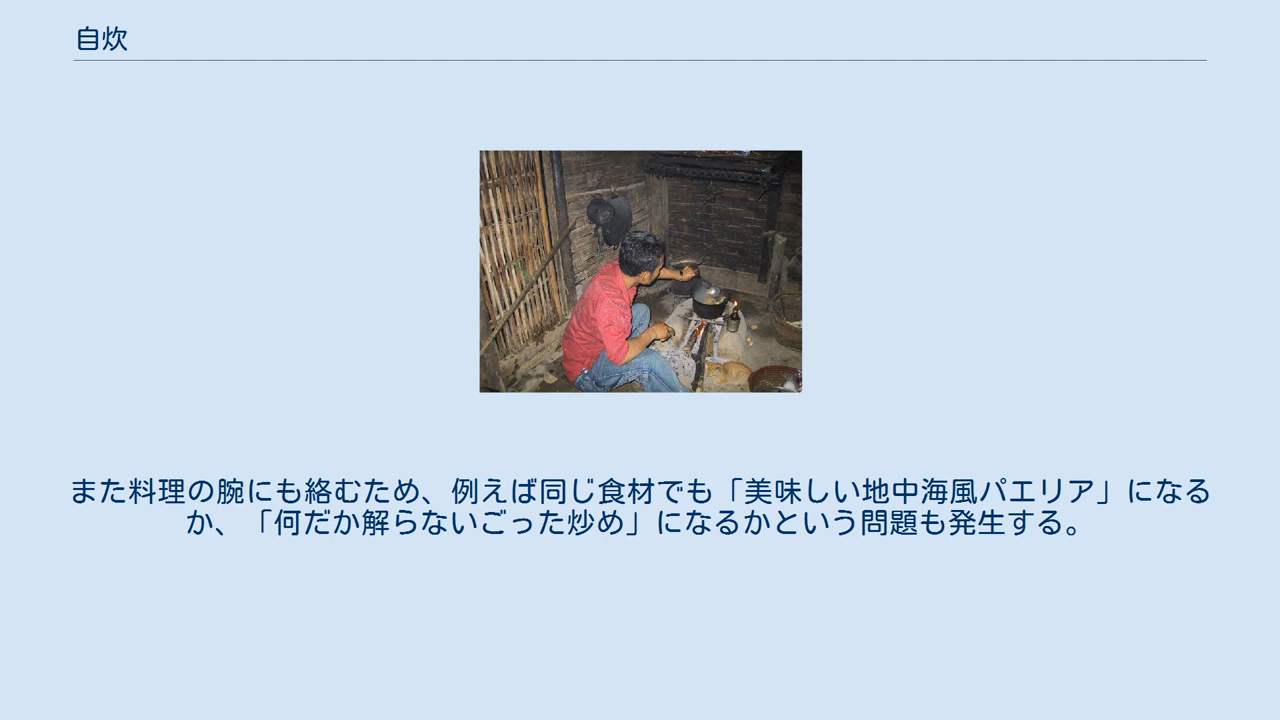 自炊
また料理の腕にも絡むため、例えば同じ食材でも「美味しい地中海風パエリア」になる
か、「何だか解らないごった炒め」になるかという問題も発生する。